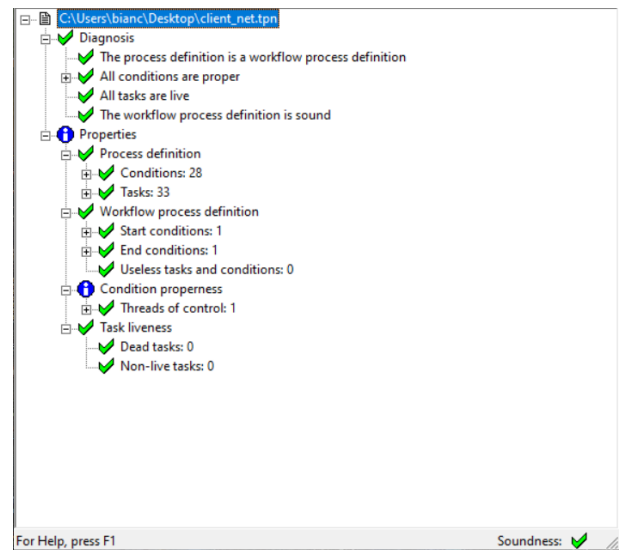 C:\Users\bianc\Desktop\client_net.tpn
Diagnosis
The process definition is a workflow process definition
All conditions are proper
All tasks are live
The workflow process definition is sound
Properties
Process definition
Conditions: 28
Tasks: 33
Workflow process definition
Start conditions: 1
End conditions: 1
Useless tasks and conditions: 0
Condition properness
Threads of control: 1
Task liveness
Dead tasks: 0
Non-live tasks: 0
For Help, press F1 Soundness: